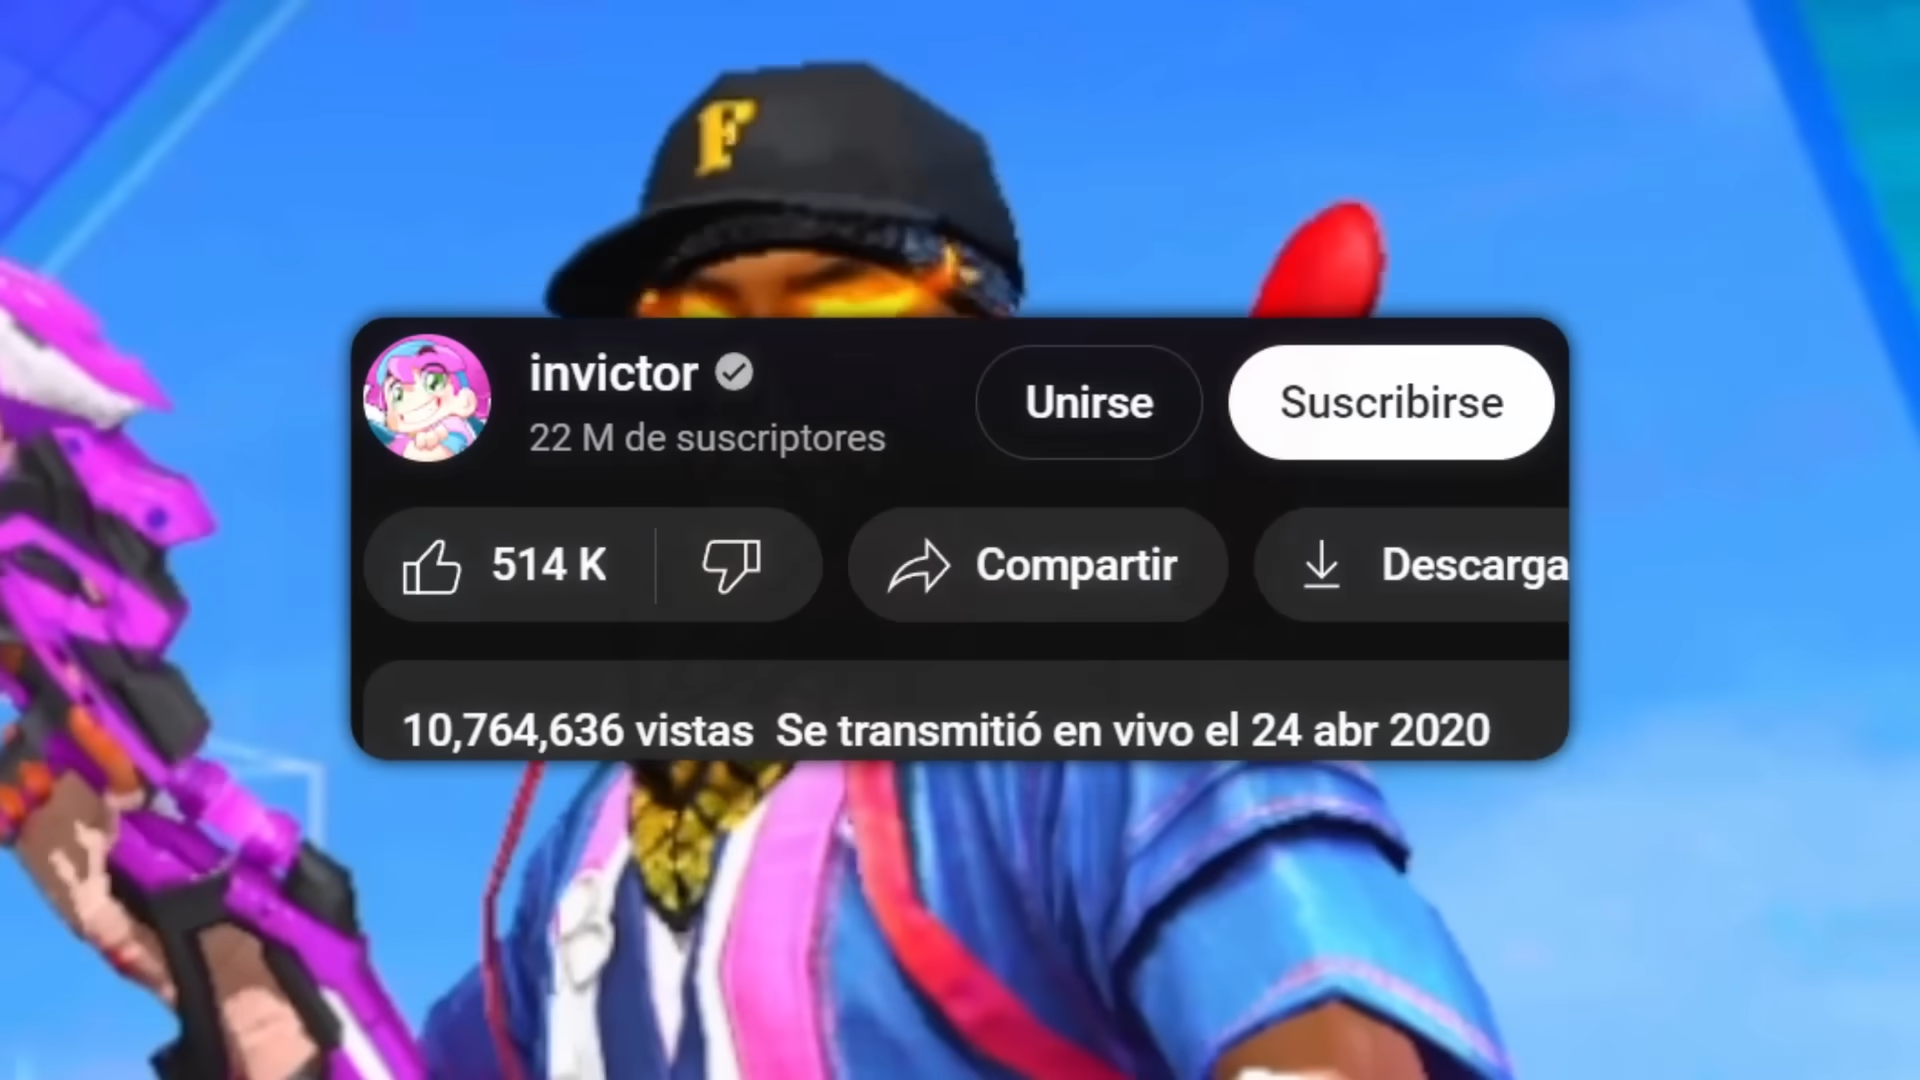 F
invictor
22 M de suscriptores
Unirse
Suscribirse
514 K
Compartir
Descarga
10,764,636 vistas Se transmitió en vivo el 24 abr 2020